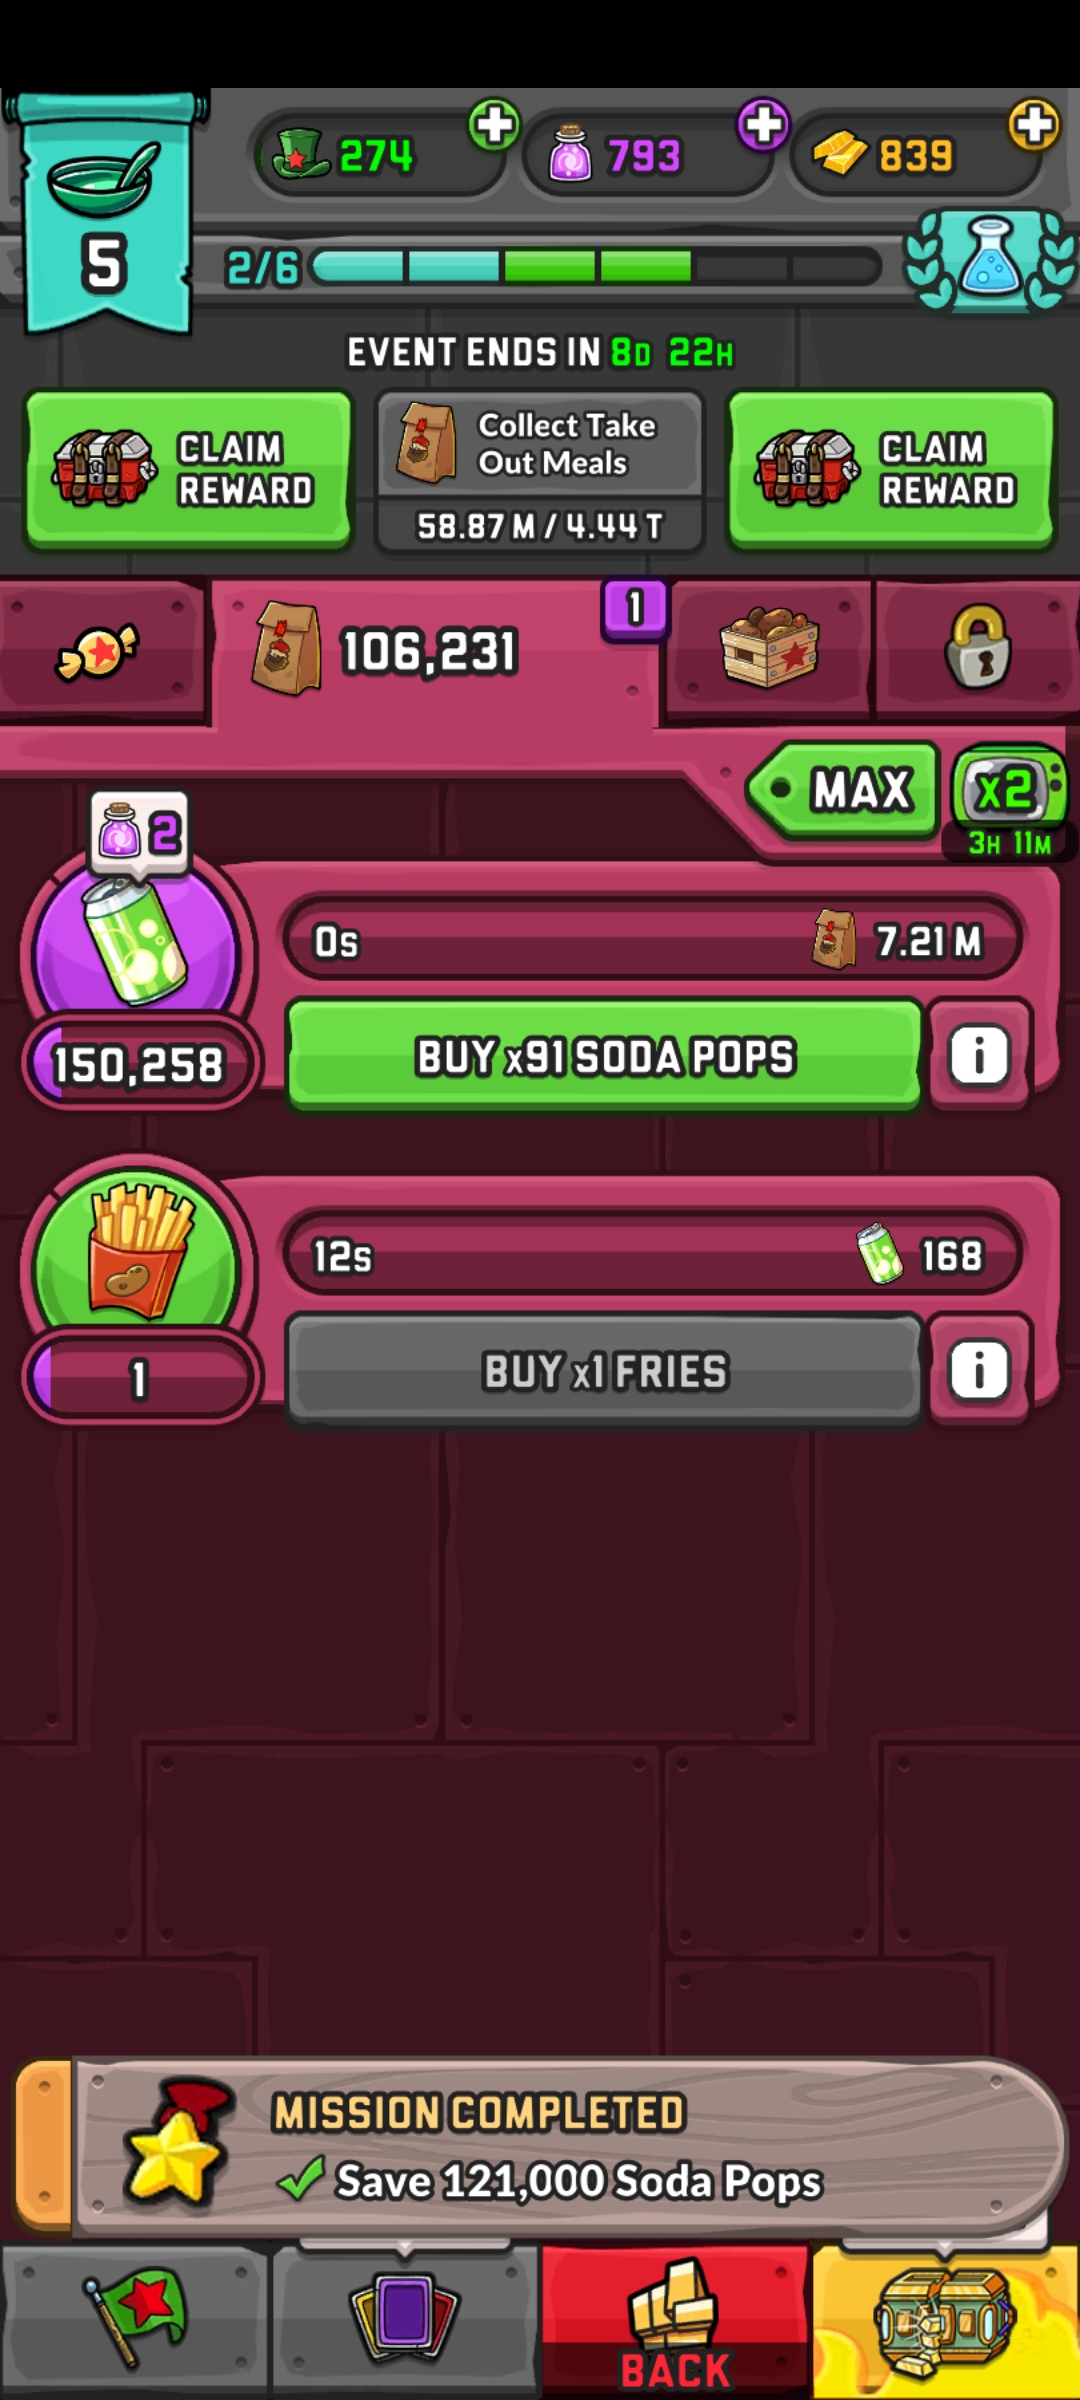 274
793
839
5
2/6
EVENT ENDS IN 8D 22H
CLAIM
REWARD
Collect Take
Out Meals
58.87 M / 4.44 T
CLAIM
REWARD
106,231
1
MAX
x2
3H 11M
2
0s
7.21 M
150,258
BUY x91 SODA POPS
i
12s
168
1
BUY x1 FRIES
i
MISSION COMPLETED
Save 121,000 Soda Pops
BACK